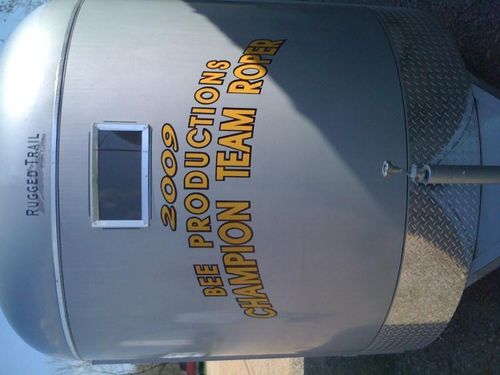 RUGGED TRAIL
2009
BEE PRODUCTIONS
CHAMPION TEAM ROPER